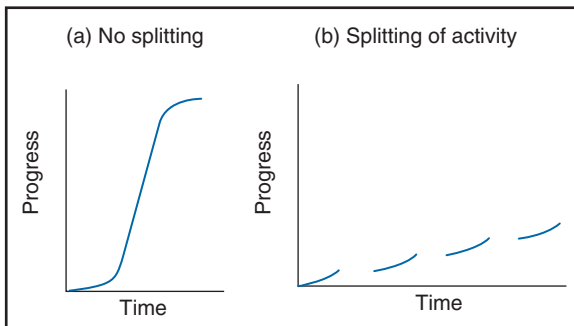 (a) No splitting
(b) Splitting of activity
Progress
Progress
Time
Time